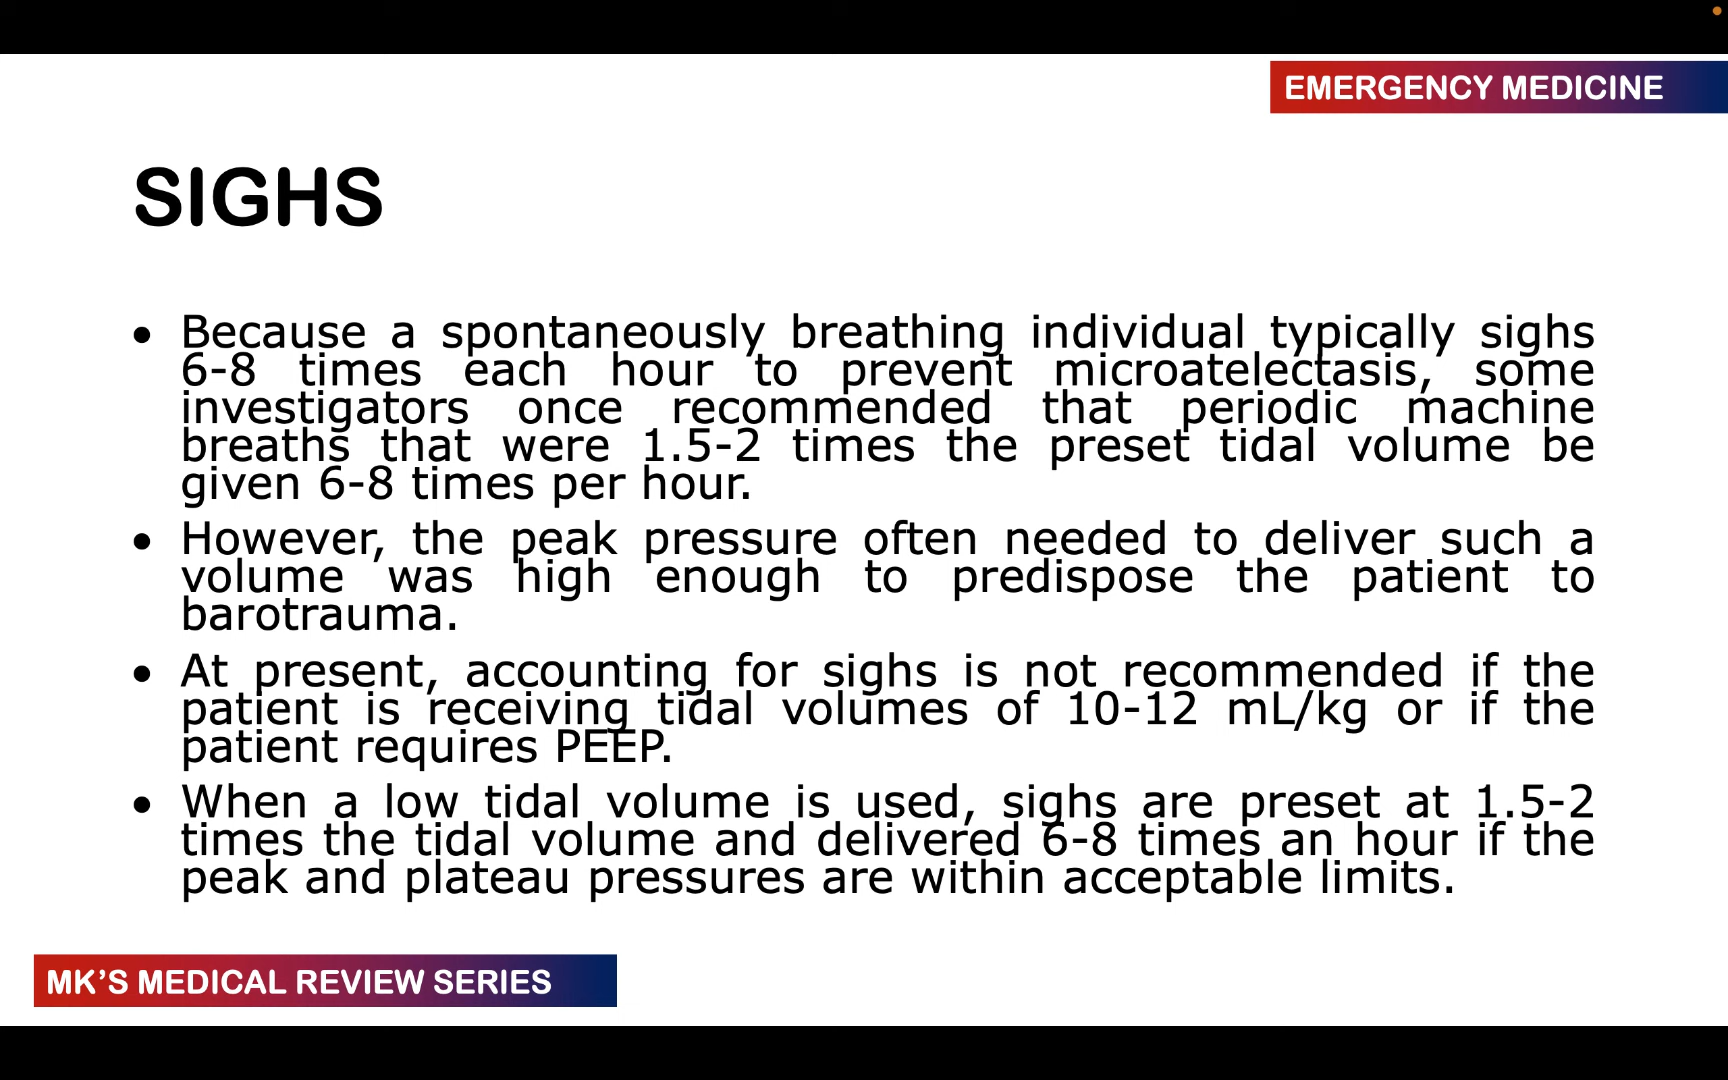 EMERGENCY MEDICINE
SIGHS
• Because a spontaneously breathing individual typically sighs
6-8 times each hour to prevent microatelectasis, some
investigators once recommended that periodic machine
breaths that were 1.5-2 times the preset tidal volume be
given 6-8 times per hour.
• However, the peak pressure often needed to deliver such a
volume was high enough to predispose the patient to
barotrauma.
• At present, accounting for sighs is not recommended if the
patient is receiving tidal volumes of 10-12 mL/kg or if the
patient requires PEEP.
• When a low tidal volume is used, sighs are preset at 1.5-2
times the tidal volume and delivered 6-8 times an hour if the
peak and plateau pressures are within acceptable limits.
MK’S MEDICAL REVIEW SERIES